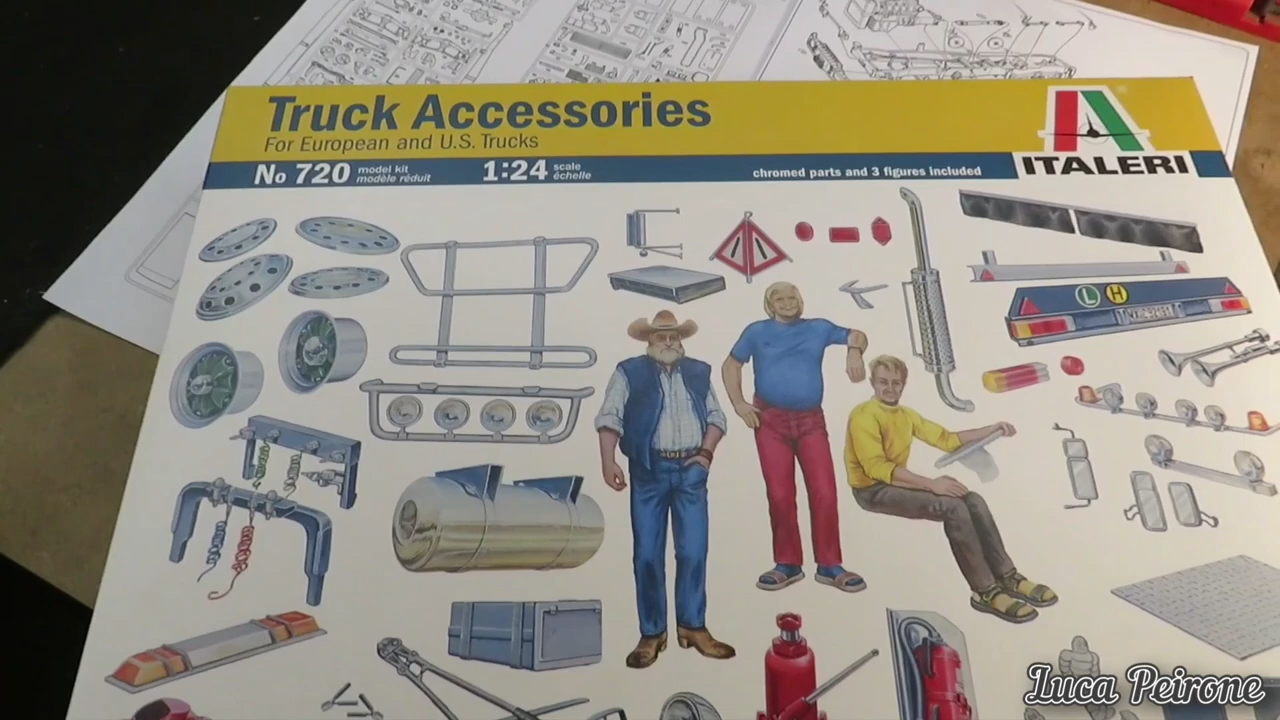 Truck Accessories
For European and U.S. Trucks
No 720 model kit
modèle réduit
1:24 scale
échelle
chromed parts and 3 figures included
ITALERI
L H
Luca Peirone